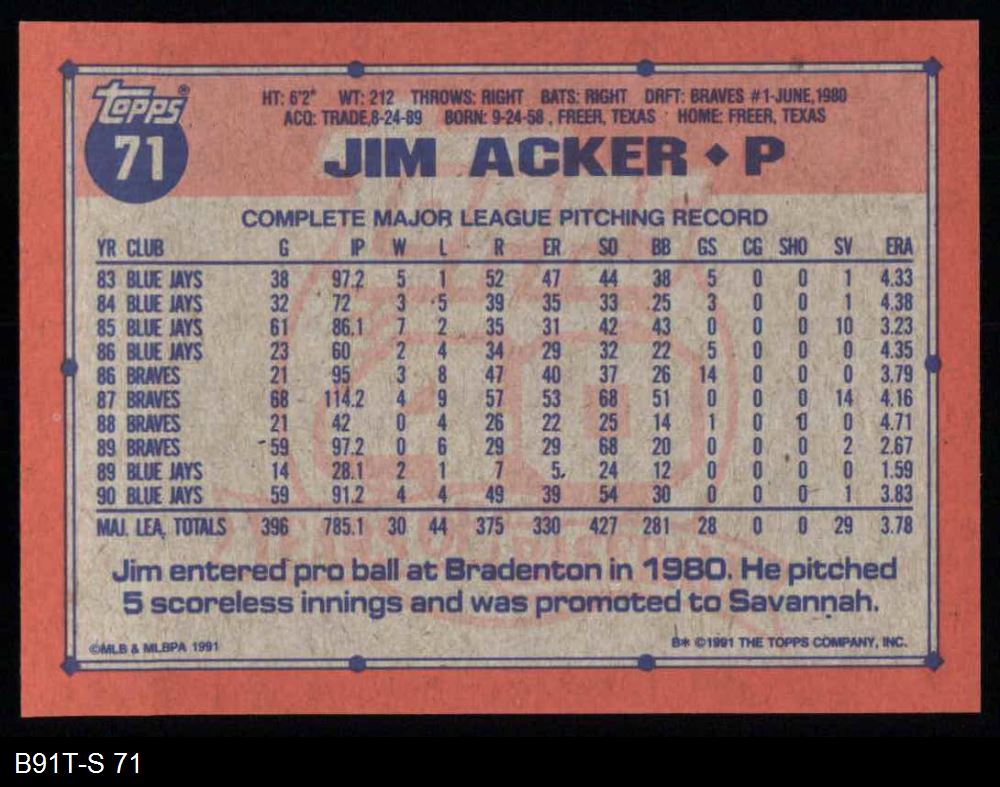 Topps®
71
HT: 6'2" WT: 212 THROWS: RIGHT BATS: RIGHT DRFT: BRAVES #1-JUNE,1980
ACQ: TRADE,8-24-89 BORN: 9-24-58 , FREER, TEXAS HOME: FREER, TEXAS
JIM ACKER ◆ P
COMPLETE MAJOR LEAGUE PITCHING RECORD
YR CLUB G IP W L R ER SO BB GS CG SHO SV ERA
83 BLUE JAYS 38 97.2 5 1 52 47 44 38 5 0 0 1 4.33
84 BLUE JAYS 32 72 3 5 39 35 33 25 3 0 0 1 4.38
85 BLUE JAYS 61 86.1 7 2 35 31 42 43 0 0 0 10 3.23
86 BLUE JAYS 23 60 2 4 34 29 32 22 5 0 0 0 4.35
86 BRAVES 21 95 3 8 47 40 37 26 14 0 0 0 3.79
87 BRAVES 68 114.2 4 9 57 53 68 51 0 0 0 14 4.16
88 BRAVES 21 42 0 4 26 22 25 14 1 0 0 0 4.71
89 BRAVES 59 97.2 0 6 29 29 68 20 0 0 0 2 2.67
89 BLUE JAYS 14 28.1 2 1 7 5 24 12 0 0 0 0 1.59
90 BLUE JAYS 59 91.2 4 4 49 39 54 30 0 0 0 1 3.83
MAJ. LEA. TOTALS 396 785.1 30 44 375 330 427 281 28 0 0 29 3.78
Jim entered pro ball at Bradenton in 1980. He pitched
5 scoreless innings and was promoted to Savannah.
©MLB & MLBPA 1991 B* ©1991 THE TOPPS COMPANY, INC.
B91T-S 71